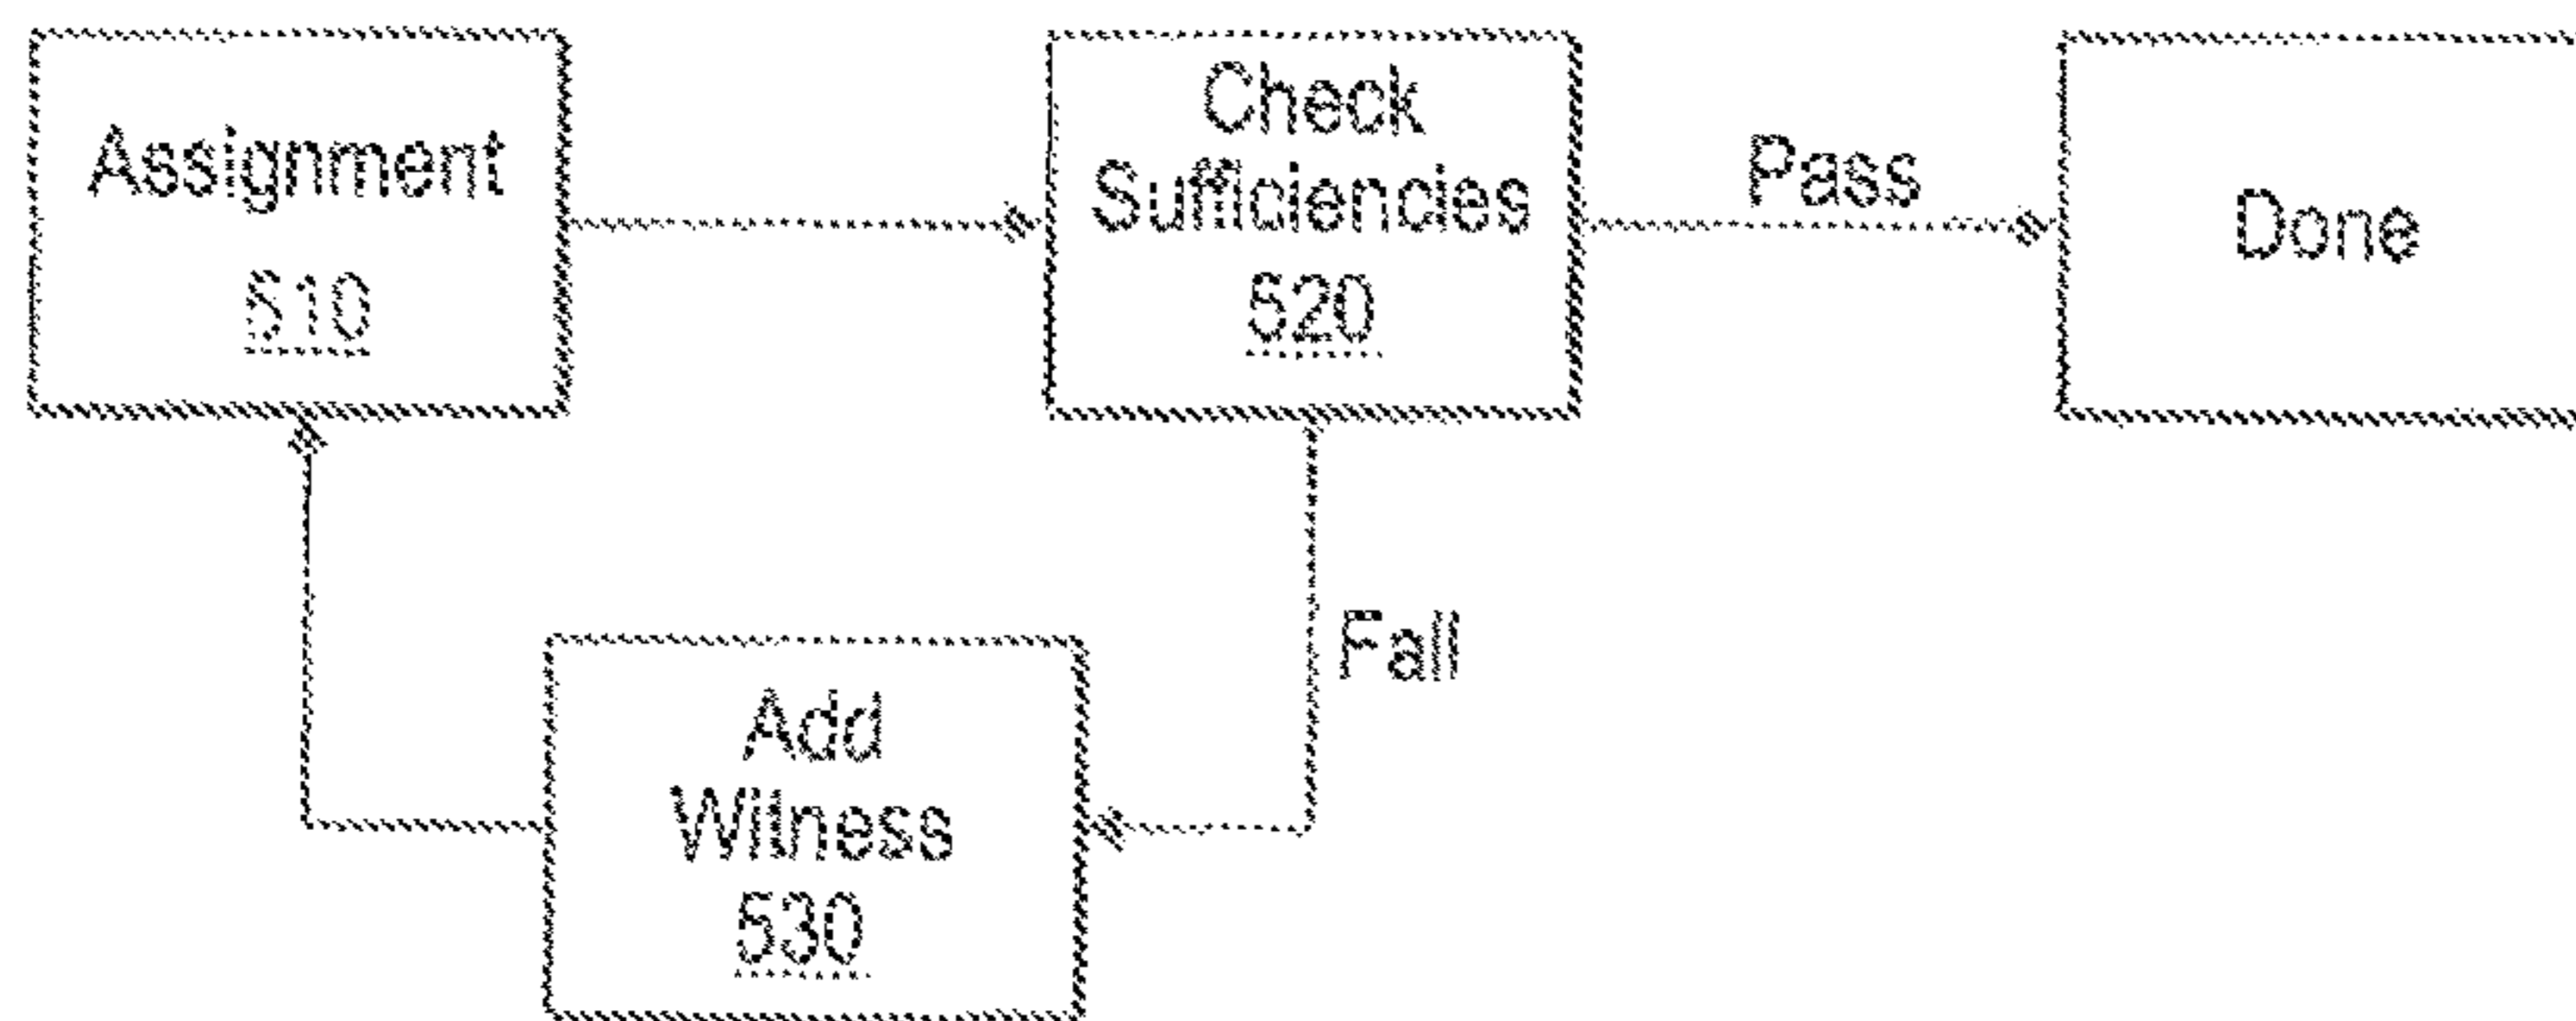 Assignment
510
Check
Sufficiencies
520
Pass
Done
Fail
Add
Witness
530